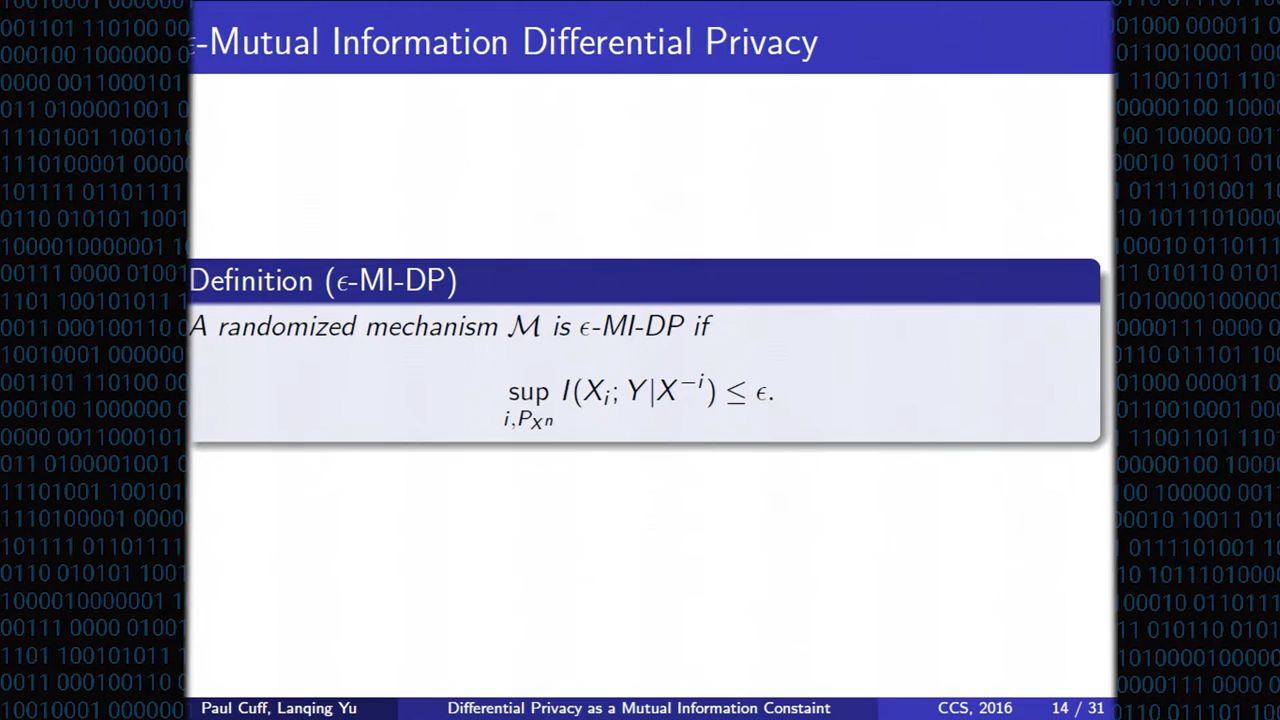 ϵ-Mutual Information Differential Privacy
Definition (ϵ-MI-DP)
A randomized mechanism ℳ is ϵ-MI-DP if
sup I(X_i; Y|X^{-i}) ≤ ϵ.
i,P_{X^n}
Paul Cuff, Lanqing Yu Differential Privacy as a Mutual Information Constaint CCS, 2016 14 / 31